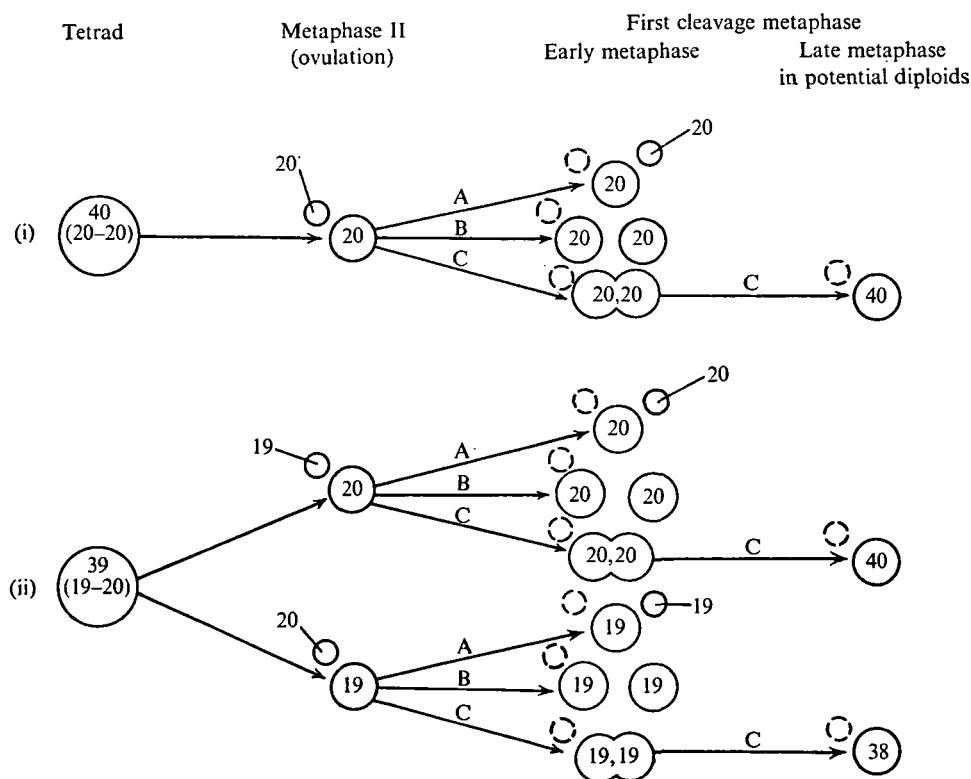 Tetrad
Metaphase II
(ovulation)
First cleavage metaphase
Early metaphase
Late metaphase
in potential diploids
(i)
40
(20–20)
20
20
A
B
C
20
20
20
20
20,20
C
40
(ii)
39
(19–20)
19
20
A
B
C
20
20
20
20
20,20
C
40
20
19
A
B
C
19
19
19
19
19,19
C
38